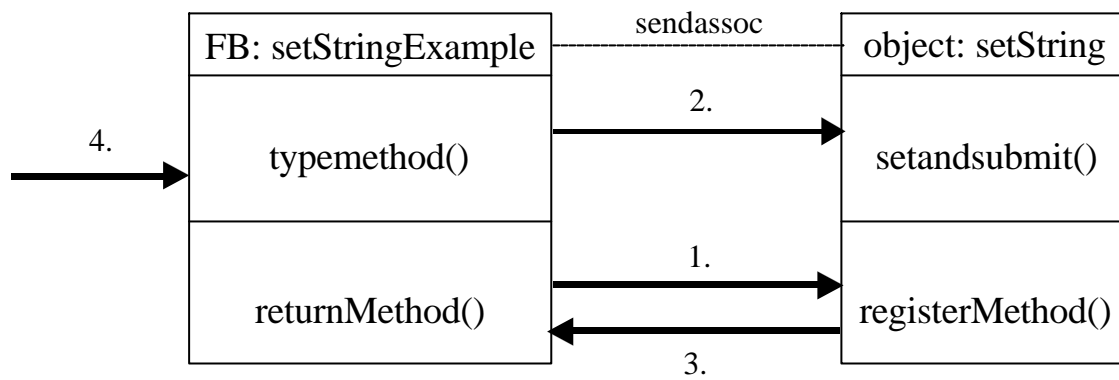 FB: setStringExample
sendassoc
object: setString
4.
typemethod()
2.
setandsubmit()
returnMethod()
1.
registerMethod()
3.